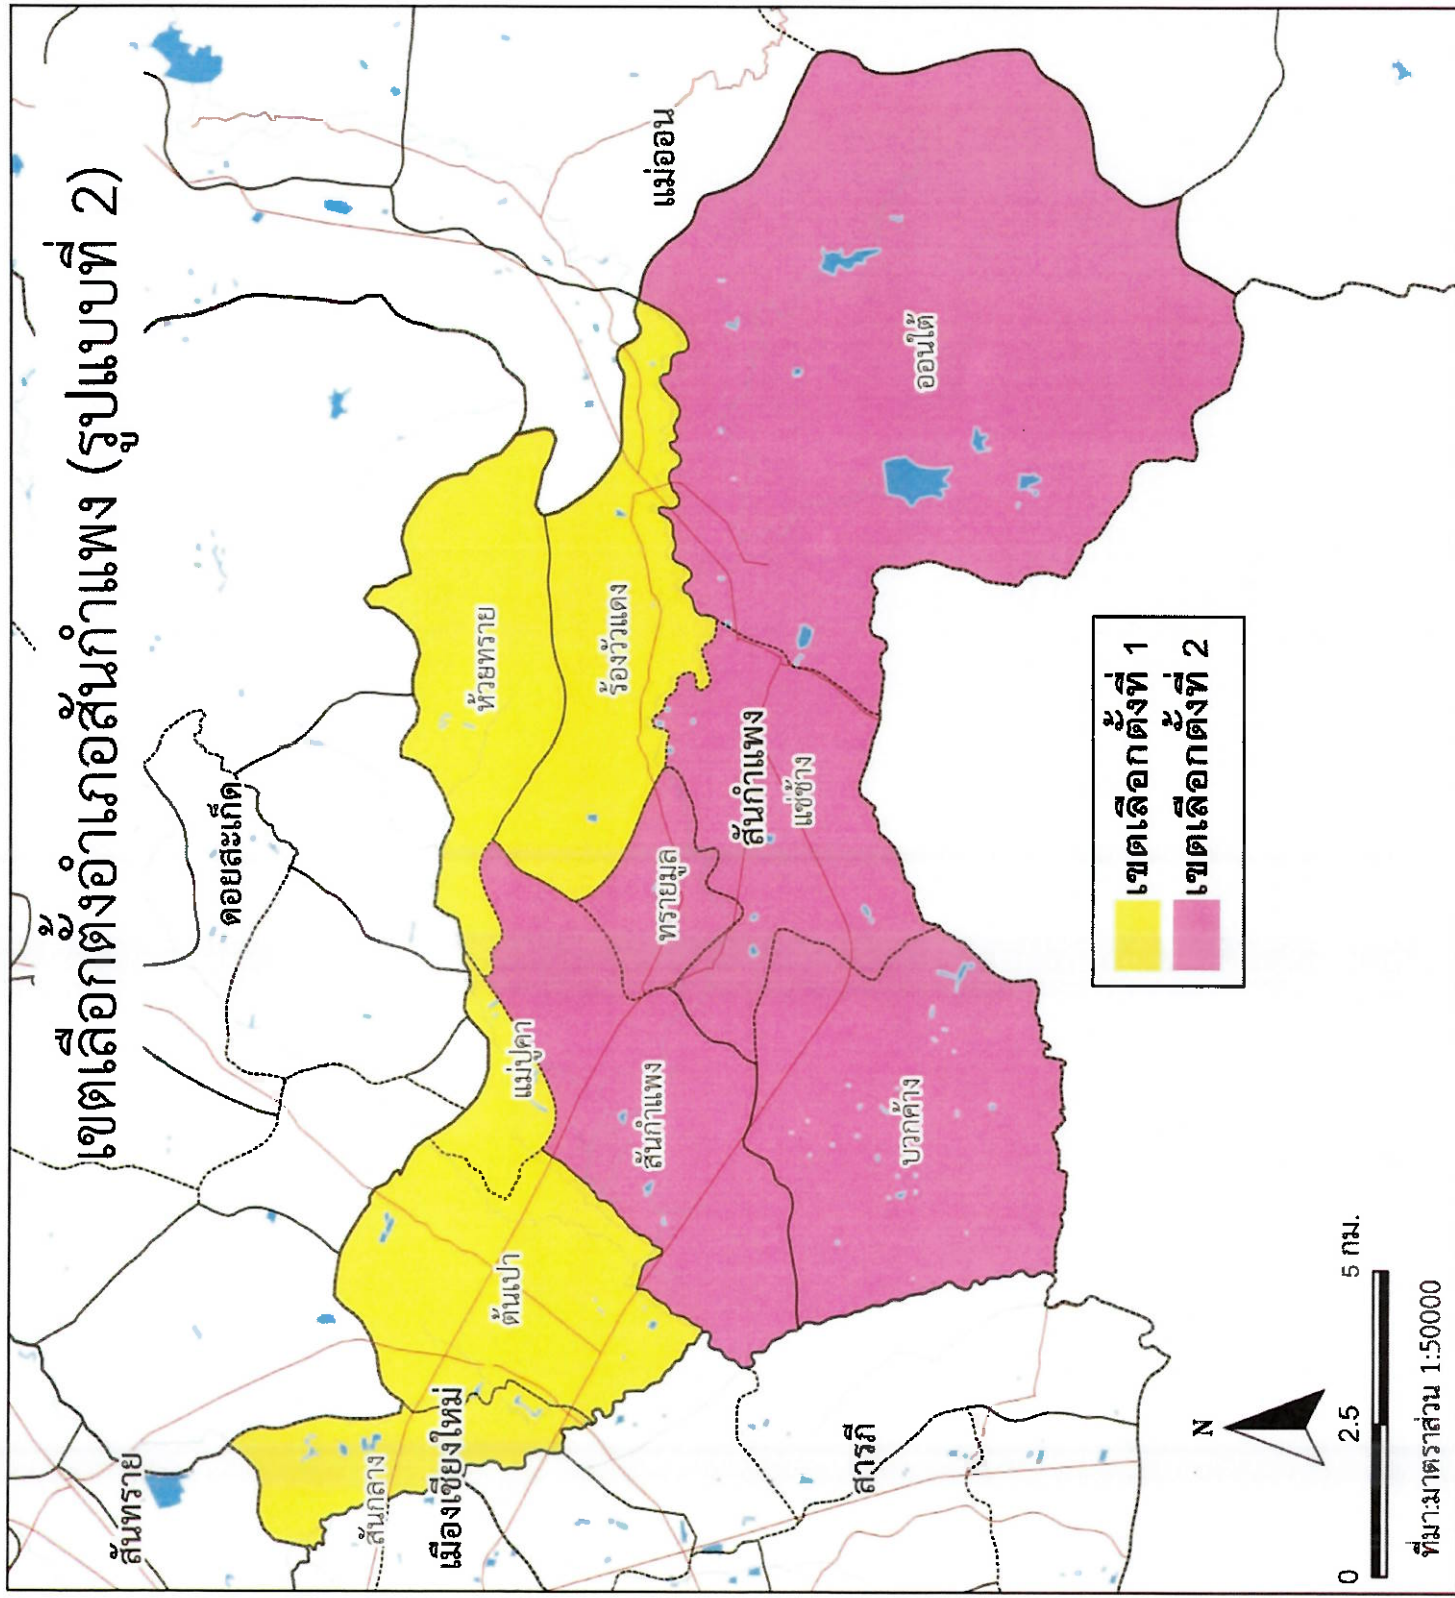 เขตเลือกตั้งอำเภอสันกำแพง (รูปแบบที่ 2)
สันทราย
ดอยสะเก็ด
สันกลาง
เมืองเชียงใหม่
ต้นเปา
แม่ปูคา
ห้วยทราย
ร้องวัวแดง
แม่ออน
สันกำแพง
ทรายมูล
สันกำแพง
แช่ช้าง
ออนใต้
บวกค้าง
สารภี
เขตเลือกตั้งที่ 1
เขตเลือกตั้งที่ 2
N
0 2.5 5 กม.
ที่มา:มาตราส่วน 1:50000